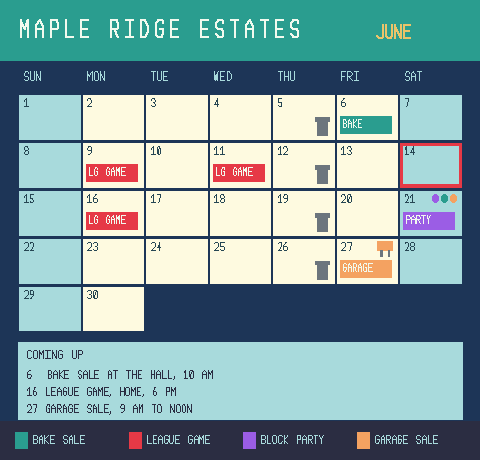 MAPLE RIDGE ESTATES JUNE
SUN MON TUE WED THU FRI SAT
1 2 3 4 5 6 7
BAKE
8 9 10 11 12 13 14
LG GAME LG GAME
15 16 17 18 19 20 21
LG GAME PARTY
22 23 24 25 26 27 28
GARAGE
29 30
COMING UP
6 BAKE SALE AT THE HALL, 10 AM
16 LEAGUE GAME, HOME, 6 PM
27 GARAGE SALE, 9 AM TO NOON
BAKE SALE LEAGUE GAME BLOCK PARTY GARAGE SALE